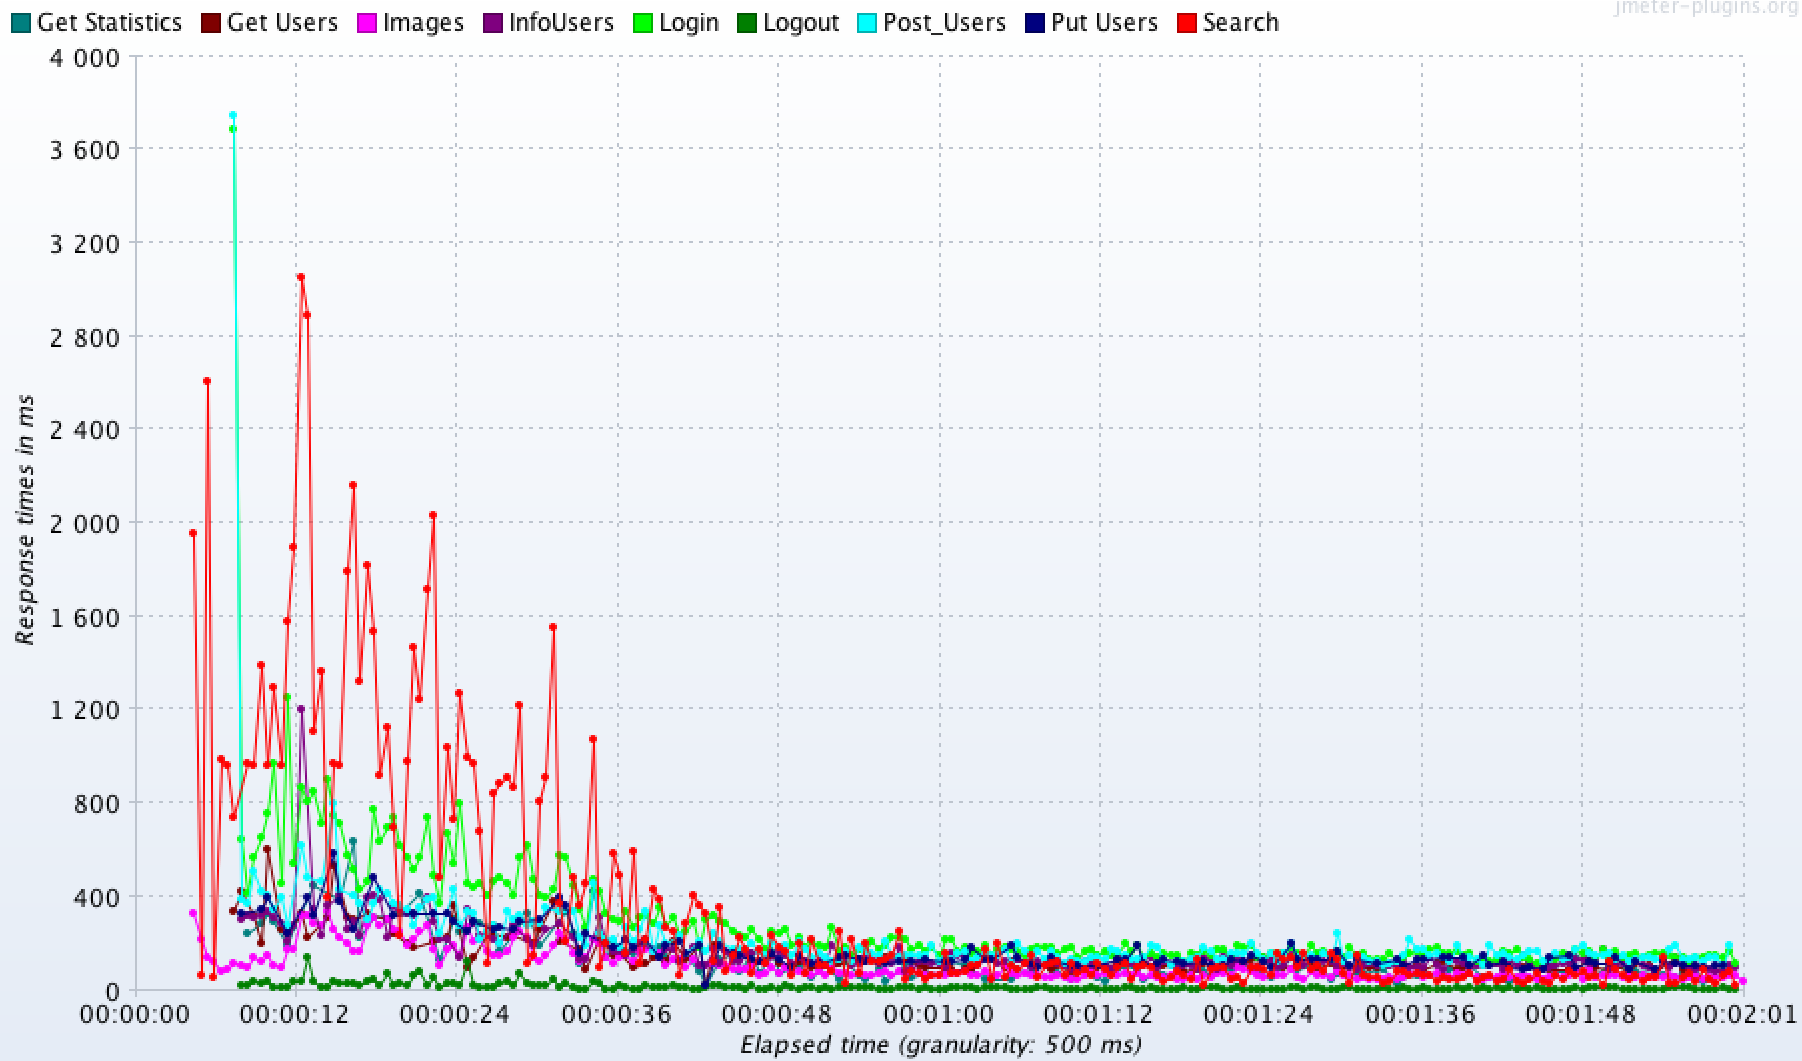 jmeter-plugins.org
Get Statistics Get Users Images InfoUsers Login Logout Post_Users Put Users Search
4 000
3 600
3 200
2 800
2 400
2 000
1 600
1 200
800
400
0
Response times in ms
00:00:00 00:00:12 00:00:24 00:00:36 00:00:48 00:01:00 00:01:12 00:01:24 00:01:36 00:01:48 00:02:01
Elapsed time (granularity: 500 ms)